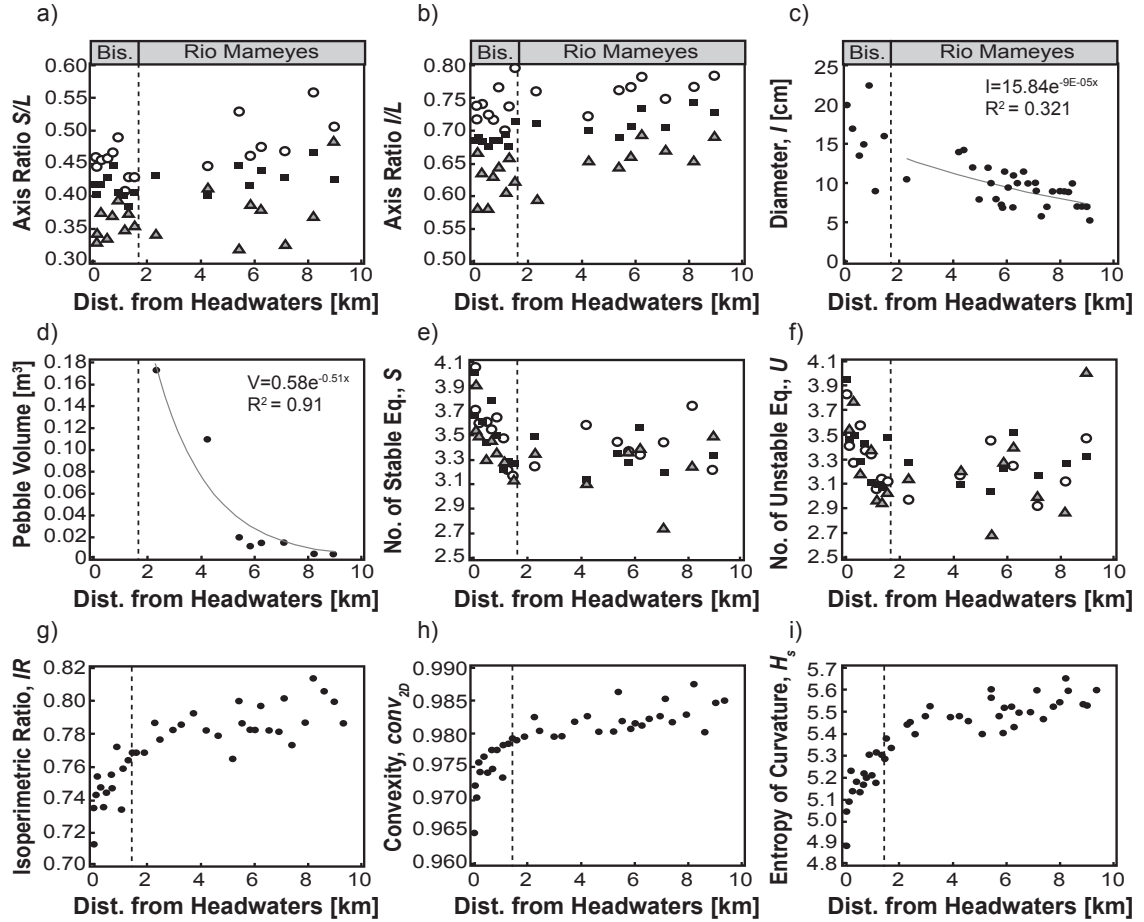 a)
b)
c)
Bis. Rio Mameyes
Bis. Rio Mameyes
Bis. Rio Mameyes
Axis Ratio S/L
0.60
0.55
0.50
0.45
0.40
0.35
0.30
0 2 4 6 8 10
Dist. from Headwaters [km]
Axis Ratio I/L
0.80
0.75
0.70
0.65
0.60
0.55
0.50
0 2 4 6 8 10
Dist. from Headwaters [km]
Diameter, I [cm]
25
20
15
10
5
0
I=15.84e-9E-05x
R² = 0.321
0 2 4 6 8 10
Dist. from Headwaters [km]
d)
e)
f)
Pebble Volume [m³]
0.18
0.16
0.12
0.08
0.04
0.02
0
V=0.58e-0.51x
R² = 0.91
0 2 4 6 8 10
Dist. from Headwaters [km]
No. of Stable Eq., S
4.1
3.9
3.7
3.5
3.3
3.1
2.9
2.7
2.5
0 2 4 6 8 10
Dist. from Headwaters [km]
No. of Unstable Eq., U
4.1
3.9
3.7
3.5
3.3
3.1
2.9
2.7
2.5
0 2 4 6 8 10
Dist. from Headwaters [km]
g)
h)
i)
Isoperimetric Ratio, IR
0.82
0.80
0.78
0.76
0.74
0.72
0.70
0 2 4 6 8 10
Dist. from Headwaters [km]
Convexity, conv2D
0.990
0.985
0.980
0.975
0.970
0.965
0.960
0 2 4 6 8 10
Dist. from Headwaters [km]
Entropy of Curvature, Hs
5.7
5.6
5.5
5.4
5.3
5.2
5.1
5.0
4.9
4.8
0 2 4 6 8 10
Dist. from Headwaters [km]